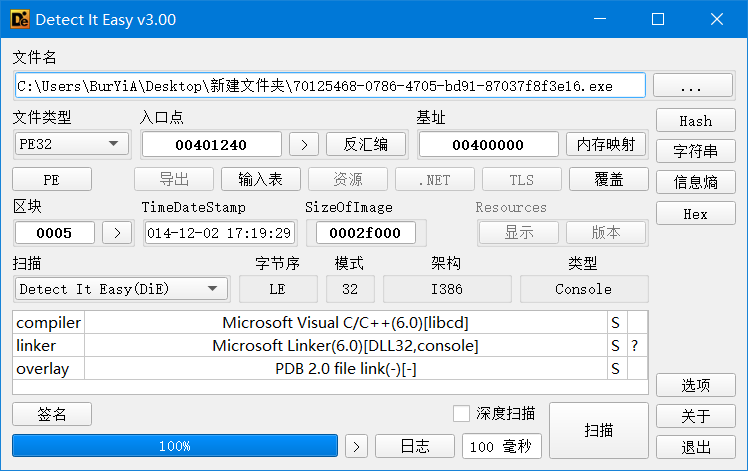 Detect It Easy v3.00
文件名
C:\Users\BurYiA\Desktop\新建文件夹\70125468-0786-4705-bd91-87037f8f3e16.exe
...
文件类型 入口点 基址
PE32 00401240 > 反汇编 00400000 内存映射
Hash
PE 导出 输入表 资源 .NET TLS 覆盖
字符串
信息熵
区块 TimeDateStamp SizeOfImage Resources
0005 > 014-12-02 17:19:29 0002f000 显示 版本
Hex
扫描 字节序 模式 架构 类型
Detect It Easy(DiE) LE 32 I386 Console
compiler Microsoft Visual C/C++(6.0)[libcd] S
linker Microsoft Linker(6.0)[DLL32,console] S ?
overlay PDB 2.0 file link(-)[-] S
选项
签名 深度扫描 扫描 关于
100% > 日志 100 毫秒 退出